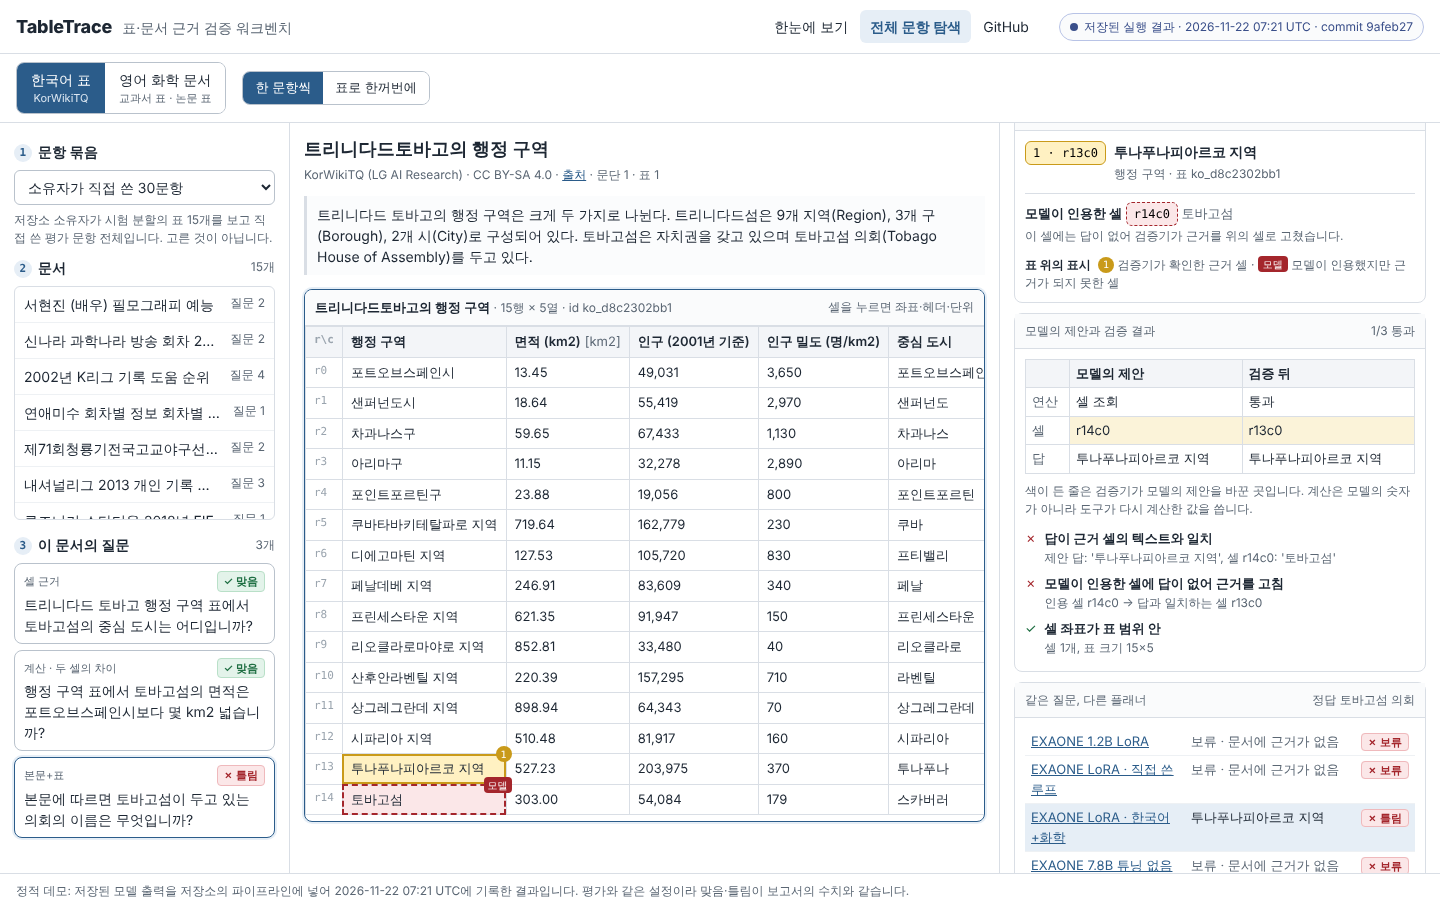 TableTrace 표·문서 근거 검증 워크벤치
한눈에 보기 전체 문항 탐색 GitHub 저장된 실행 결과 · 2026-11-22 07:21 UTC · commit 9afeb27
한국어 표
KorWikiTQ
영어 화학 문서
교과서 표 · 논문 표
한 문항씩 표로 한꺼번에
1 문항 묶음
소유자가 직접 쓴 30문항
저장소 소유자가 시험 분할의 표 15개를 보고 직
접 쓴 평가 문항 전체입니다. 고른 것이 아닙니다.
2 문서 15개
서현진 (배우) 필모그래피 예능 질문 2
신나라 과학나라 방송 회차 2... 질문 2
2002년 K리그 기록 도움 순위 질문 4
연애미수 회차별 정보 회차별 ... 질문 1
제71회청룡기전국고교야구선... 질문 2
내셔널리그 2013 개인 기록 ... 질문 3
3 이 문서의 질문 3개
셀 근거 ✓ 맞음
트리니다드 토바고 행정 구역 표에서
토바고섬의 중심 도시는 어디입니까?
계산 · 두 셀의 차이 ✓ 맞음
행정 구역 표에서 토바고섬의 면적은
포트오브스페인시보다 몇 km2 넓습니
까?
본문+표 × 틀림
본문에 따르면 토바고섬이 두고 있는
의회의 이름은 무엇입니까?
트리니다드토바고의 행정 구역
KorWikiTQ (LG AI Research) · CC BY-SA 4.0 · 출처 · 문단 1 · 표 1
트리니다드 토바고의 행정 구역은 크게 두 가지로 나뉜다. 트리니다드섬은 9개 지역(Region), 3개 구
(Borough), 2개 시(City)로 구성되어 있다. 토바고섬은 자치권을 갖고 있으며 토바고섬 의회(Tobago
House of Assembly)를 두고 있다.
트리니다드토바고의 행정 구역 · 15행 × 5열 · id ko_d8c2302bb1 셀을 누르면 좌표·헤더·단위
r\c 행정 구역 면적 (km2) [km2] 인구 (2001년 기준) 인구 밀도 (명/km2) 중심 도시
r0 포트오브스페인시 13.45 49,031 3,650 포트오브스페인
r1 샌퍼넌도시 18.64 55,419 2,970 샌퍼넌도
r2 차과나스구 59.65 67,433 1,130 차과나스
r3 아리마구 11.15 32,278 2,890 아리마
r4 포인트포르틴구 23.88 19,056 800 포인트포르틴
r5 쿠바타바키테탈파로 지역 719.64 162,779 230 쿠바
r6 디에고마틴 지역 127.53 105,720 830 프티밸리
r7 페날데베 지역 246.91 83,609 340 페날
r8 프린세스타운 지역 621.35 91,947 150 프린세스타운
r9 리오클라로마야로 지역 852.81 33,480 40 리오클라로
r10 산후안라벤틸 지역 220.39 157,295 710 라벤틸
r11 상그레그란데 지역 898.94 64,343 70 상그레그란데
r12 시파리아 지역 510.48 81,917 160 시파리아
r13 투나푸나피아르코 지역 1 527.23 203,975 370 투나푸나
r14 토바고섬 모델 303.00 54,084 179 스카버러
1 · r13c0 투나푸나피아르코 지역
행정 구역 · 표 ko_d8c2302bb1
모델이 인용한 셀 r14c0 토바고섬
이 셀에는 답이 없어 검증기가 근거를 위의 셀로 고쳤습니다.
표 위의 표시 1 검증기가 확인한 근거 셀 · 모델 모델이 인용했지만 근
거가 되지 못한 셀
모델의 제안과 검증 결과 1/3 통과
모델의 제안 검증 뒤
연산 셀 조회 통과
셀 r14c0 r13c0
답 투나푸나피아르코 지역 투나푸나피아르코 지역
색이 든 줄은 검증기가 모델의 제안을 바꾼 곳입니다. 계산은 모델의 숫자
가 아니라 도구가 다시 계산한 값을 씁니다.
× 답이 근거 셀의 텍스트와 일치
제안 답: '투나푸나피아르코 지역', 셀 r14c0: '토바고섬'
× 모델이 인용한 셀에 답이 없어 근거를 고침
인용 셀 r14c0 → 답과 일치하는 셀 r13c0
✓ 셀 좌표가 표 범위 안
셀 1개, 표 크기 15×5
같은 질문, 다른 플래너 정답 토바고섬 의회
EXAONE 1.2B LoRA 보류 · 문서에 근거가 없음 × 보류
EXAONE LoRA · 직접 쓴
루프 보류 · 문서에 근거가 없음 × 보류
EXAONE LoRA · 한국어
+화학 투나푸나피아르코 지역 × 틀림
EXAONE 7.8B 튜닝 없음 보류 · 문서에 근거가 없음 × 보류
정적 데모: 저장된 모델 출력을 저장소의 파이프라인에 넣어 2026-11-22 07:21 UTC에 기록한 결과입니다. 평가와 같은 설정이라 맞음·틀림이 보고서의 수치와 같습니다.